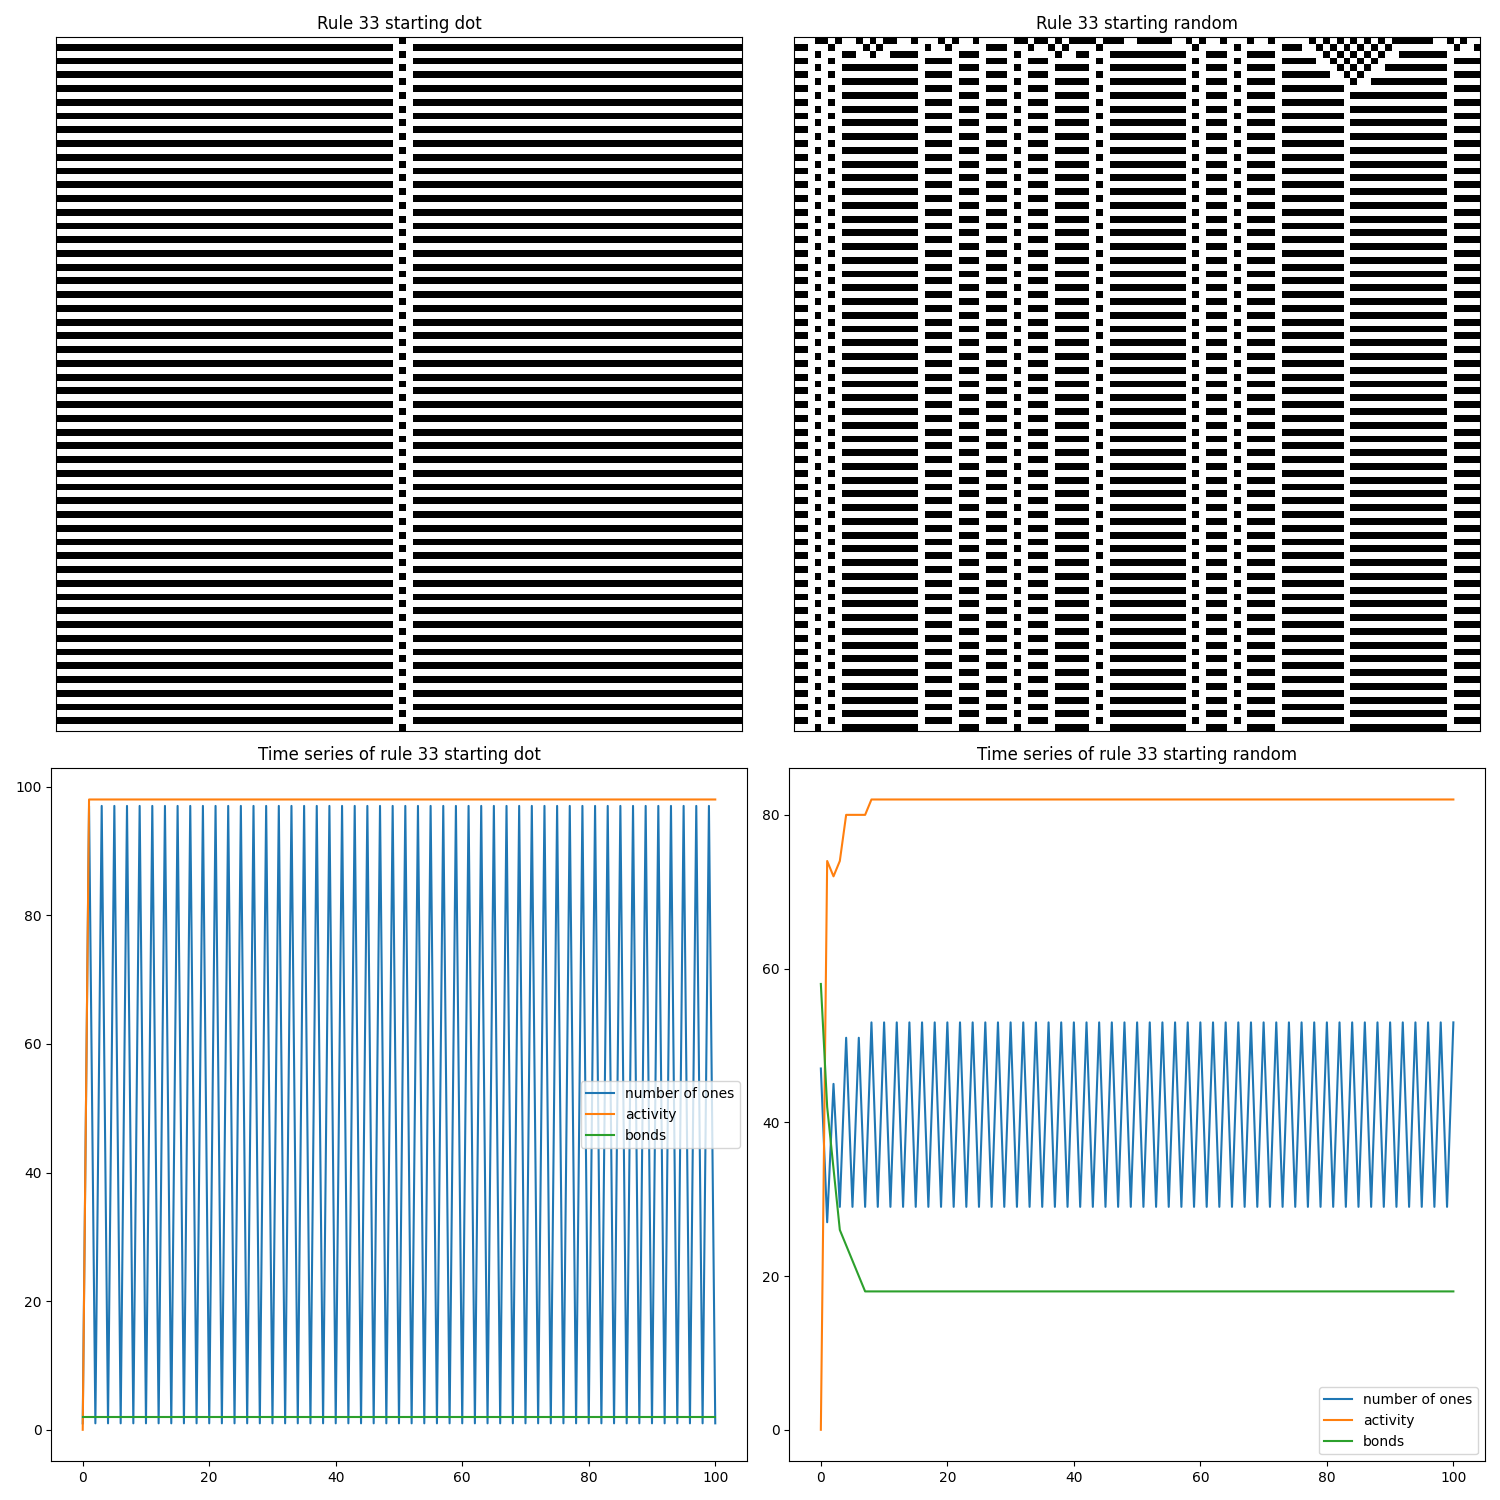 Rule 33 starting dot
Rule 33 starting random
Time series of rule 33 starting dot
100
80
60
40
20
0
0
20
40
60
80
100
number of ones
activity
bonds
Time series of rule 33 starting random
80
60
40
20
0
0
20
40
60
80
100
number of ones
activity
bonds